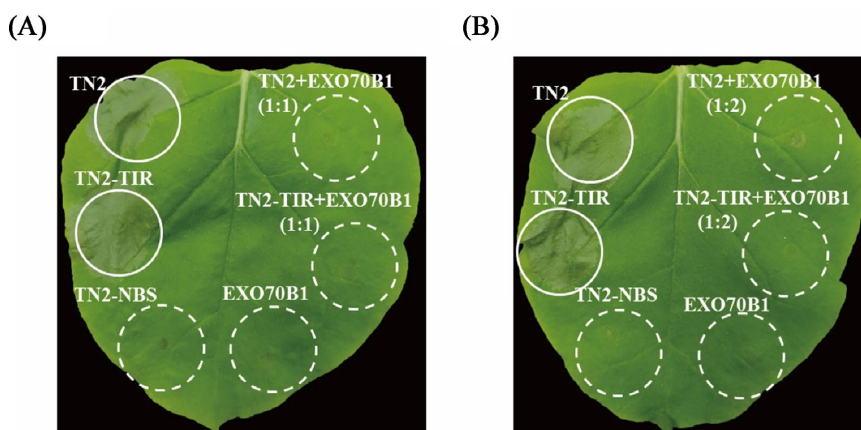 (A)
TN2
TN2+EXO70B1
(1:1)
TN2-TIR
TN2-TIR+EXO70B1
(1:1)
TN2-NBS
EXO70B1
(B)
TN2
TN2+EXO70B1
(1:2)
TN2-TIR
TN2-TIR+EXO70B1
(1:2)
TN2-NBS
EXO70B1